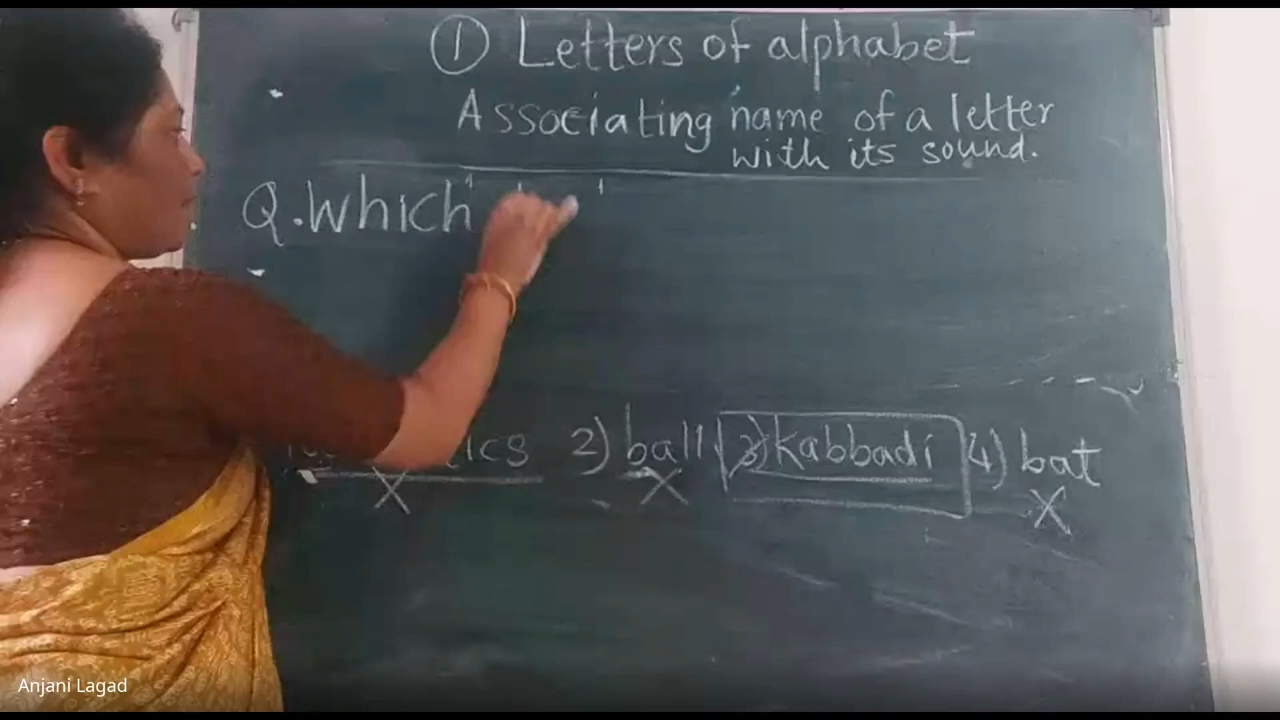 ① Letters of alphabet
Associating name of a letter
with its sound.
Q. Which
2) ball 3) kabbadi 4) bat
Anjani Lagad